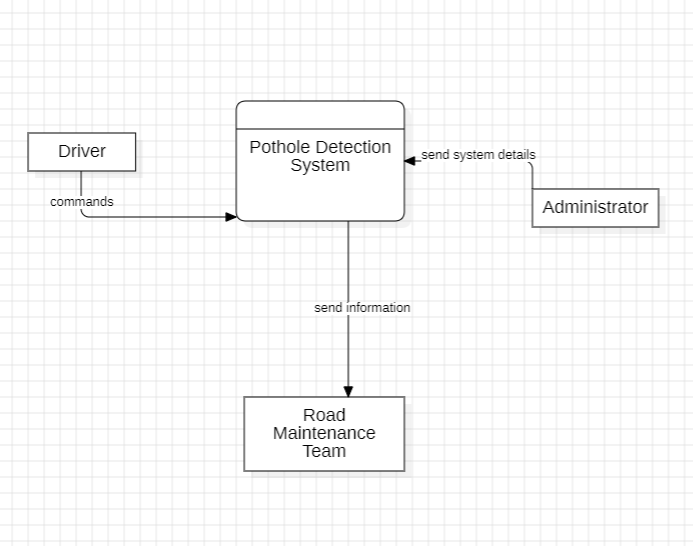 Pothole Detection
System
Driver
send system details
commands
Administrator
send information
Road
Maintenance
Team